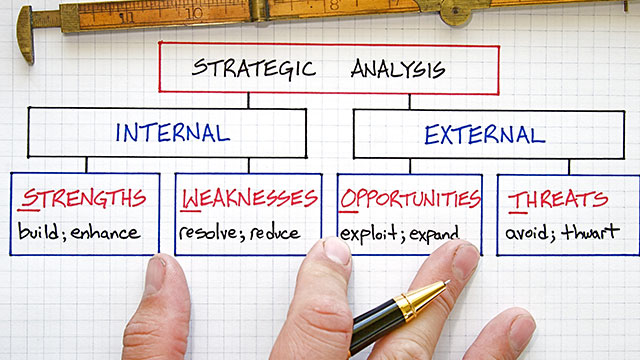 STRATEGIC ANALYSIS
INTERNAL
EXTERNAL
STRENGTHS
build; enhance
WEAKNESSES
resolve; reduce
OPPORTUNITIES
exploit; expand
THREATS
avoid; thwart